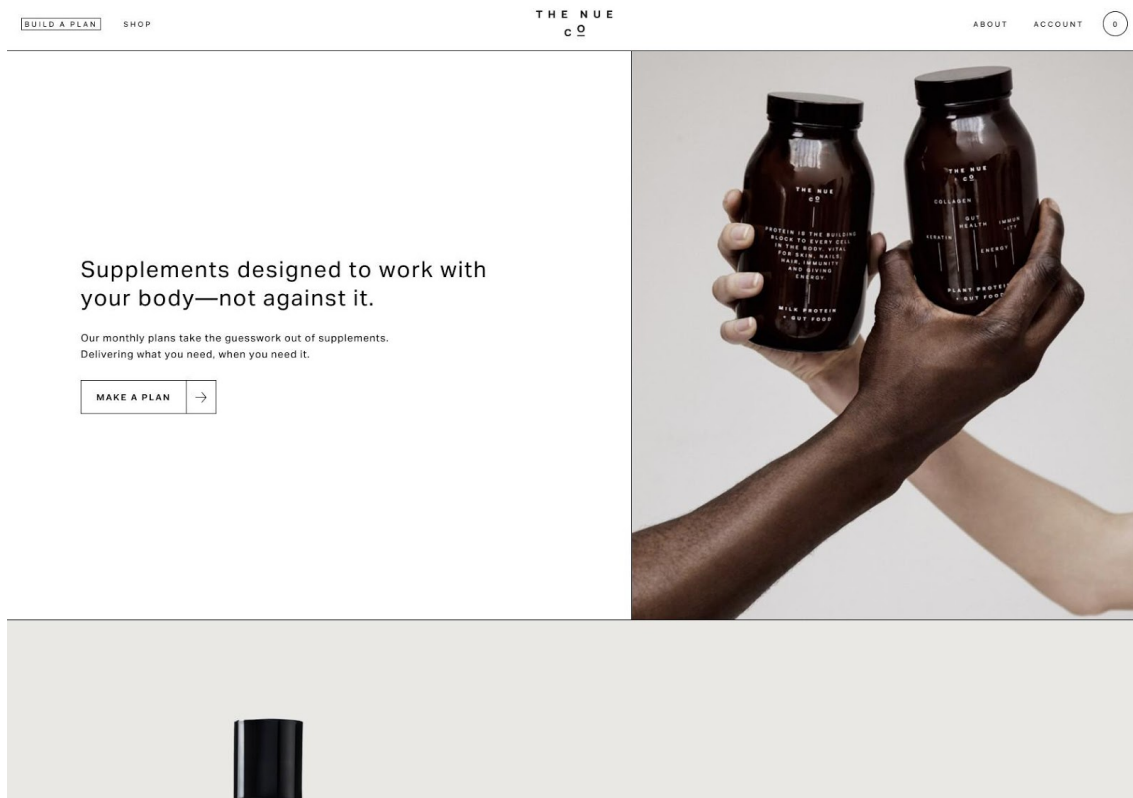 BUILD A PLAN
SHOP
THE NUE
CO
ABOUT
ACCOUNT
0
Supplements designed to work with
your body—not against it.
Our monthly plans take the guesswork out of supplements.
Delivering what you need, when you need it.
MAKE A PLAN
THE NUE
CO
PROTEIN IS THE BUILDING
BLOCK TO EVERY CELL
IN THE BODY. VITAL
FOR SKIN, NAILS,
HAIR, IMMUNITY
AND GIVING
ENERGY.
MILK PROTEIN
+ GUT FOOD
THE NUE
CO
COLLAGEN
GUT
HEALTH
IMMUN
-ITY
KERATIN
ENERGY
PLANT PROTEIN
+ GUT FOOD